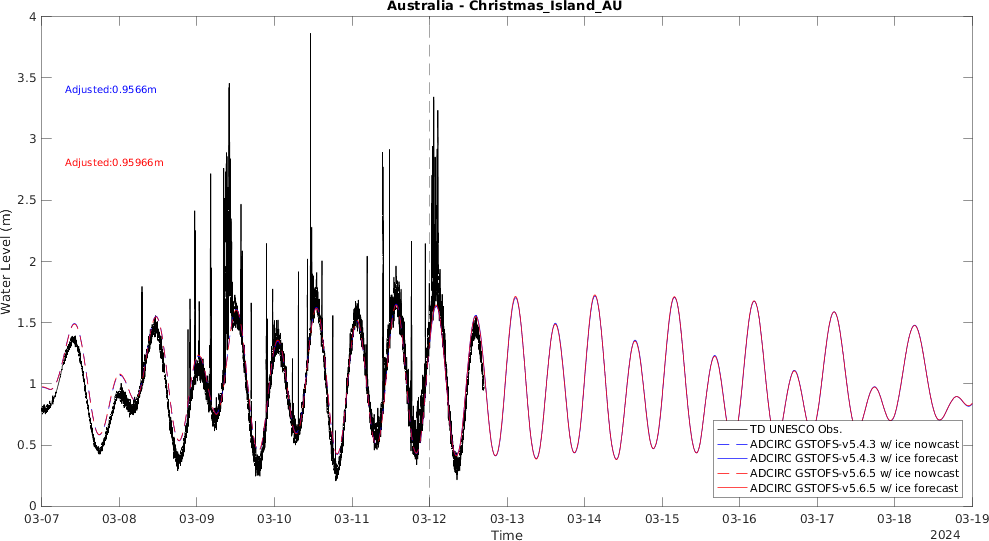 Australia - Christmas_Island_AU
4
3.5
3
2.5
2
1.5
1
0.5
0
Water Level (m)
Adjusted:0.9566m
Adjusted:0.95966m
TD UNESCO Obs.
ADCIRC GSTOFS-v5.4.3 w/ ice nowcast
ADCIRC GSTOFS-v5.4.3 w/ ice forecast
ADCIRC GSTOFS-v5.6.5 w/ ice nowcast
ADCIRC GSTOFS-v5.6.5 w/ ice forecast
03-07 03-08 03-09 03-10 03-11 03-12 03-13 03-14 03-15 03-16 03-17 03-18 03-19
Time
2024